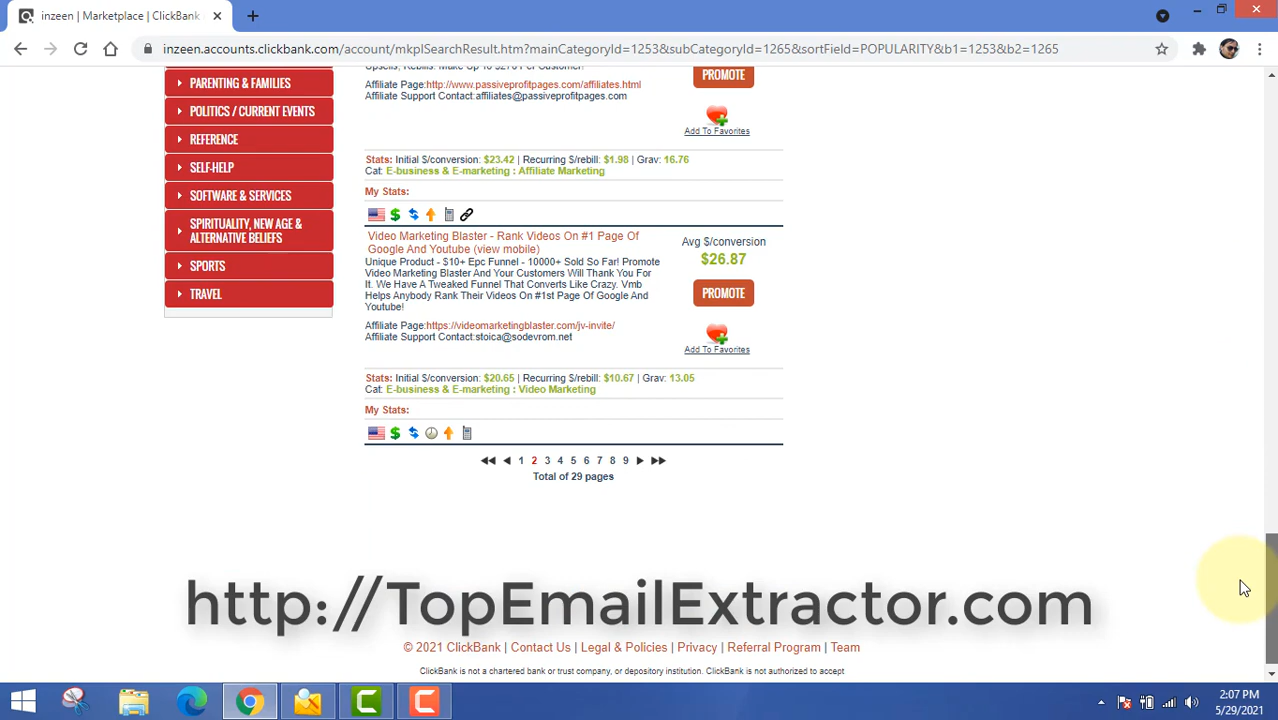 inzeen | Marketplace | ClickBank
inzeen.accounts.clickbank.com/account/mkplSearchResult.htm?mainCategoryId=1253&subCategoryId=1265&sortField=POPULARITY&b1=1253&b2=1265
PARENTING & FAMILIES
POLITICS / CURRENT EVENTS
REFERENCE
SELF-HELP
SOFTWARE & SERVICES
SPIRITUALITY, NEW AGE &
ALTERNATIVE BELIEFS
SPORTS
TRAVEL
Affiliate Page:http://www.passiveprofitpages.com/affiliates.html
Affiliate Support Contact:affiliates@passiveprofitpages.com
PROMOTE
Add To Favorites
Stats: Initial $/conversion: $23.42 | Recurring $/rebill: $1.98 | Grav: 16.76
Cat: E-business & E-marketing : Affiliate Marketing
My Stats:
Video Marketing Blaster - Rank Videos On #1 Page Of
Google And Youtube (view mobile)
Unique Product - $10+ Epc Funnel - 10000+ Sold So Far! Promote
Video Marketing Blaster And Your Customers Will Thank You For
It. We Have A Tweaked Funnel That Converts Like Crazy. Vmb
Helps Anybody Rank Their Videos On #1st Page Of Google And
Youtube!
Affiliate Page:https://videomarketingblaster.com/jv-invite/
Affiliate Support Contact:stoica@sodevrom.net
Avg $/conversion
$26.87
PROMOTE
Add To Favorites
Stats: Initial $/conversion: $20.65 | Recurring $/rebill: $10.67 | Grav: 13.05
Cat: E-business & E-marketing : Video Marketing
My Stats:
1 2 3 4 5 6 7 8 9
Total of 29 pages
http://TopEmailExtractor.com
© 2021 ClickBank | Contact Us | Legal & Policies | Privacy | Referral Program | Team
ClickBank is not a chartered bank or trust company, or depository institution. ClickBank is not authorized to accept
2:07 PM
5/29/2021